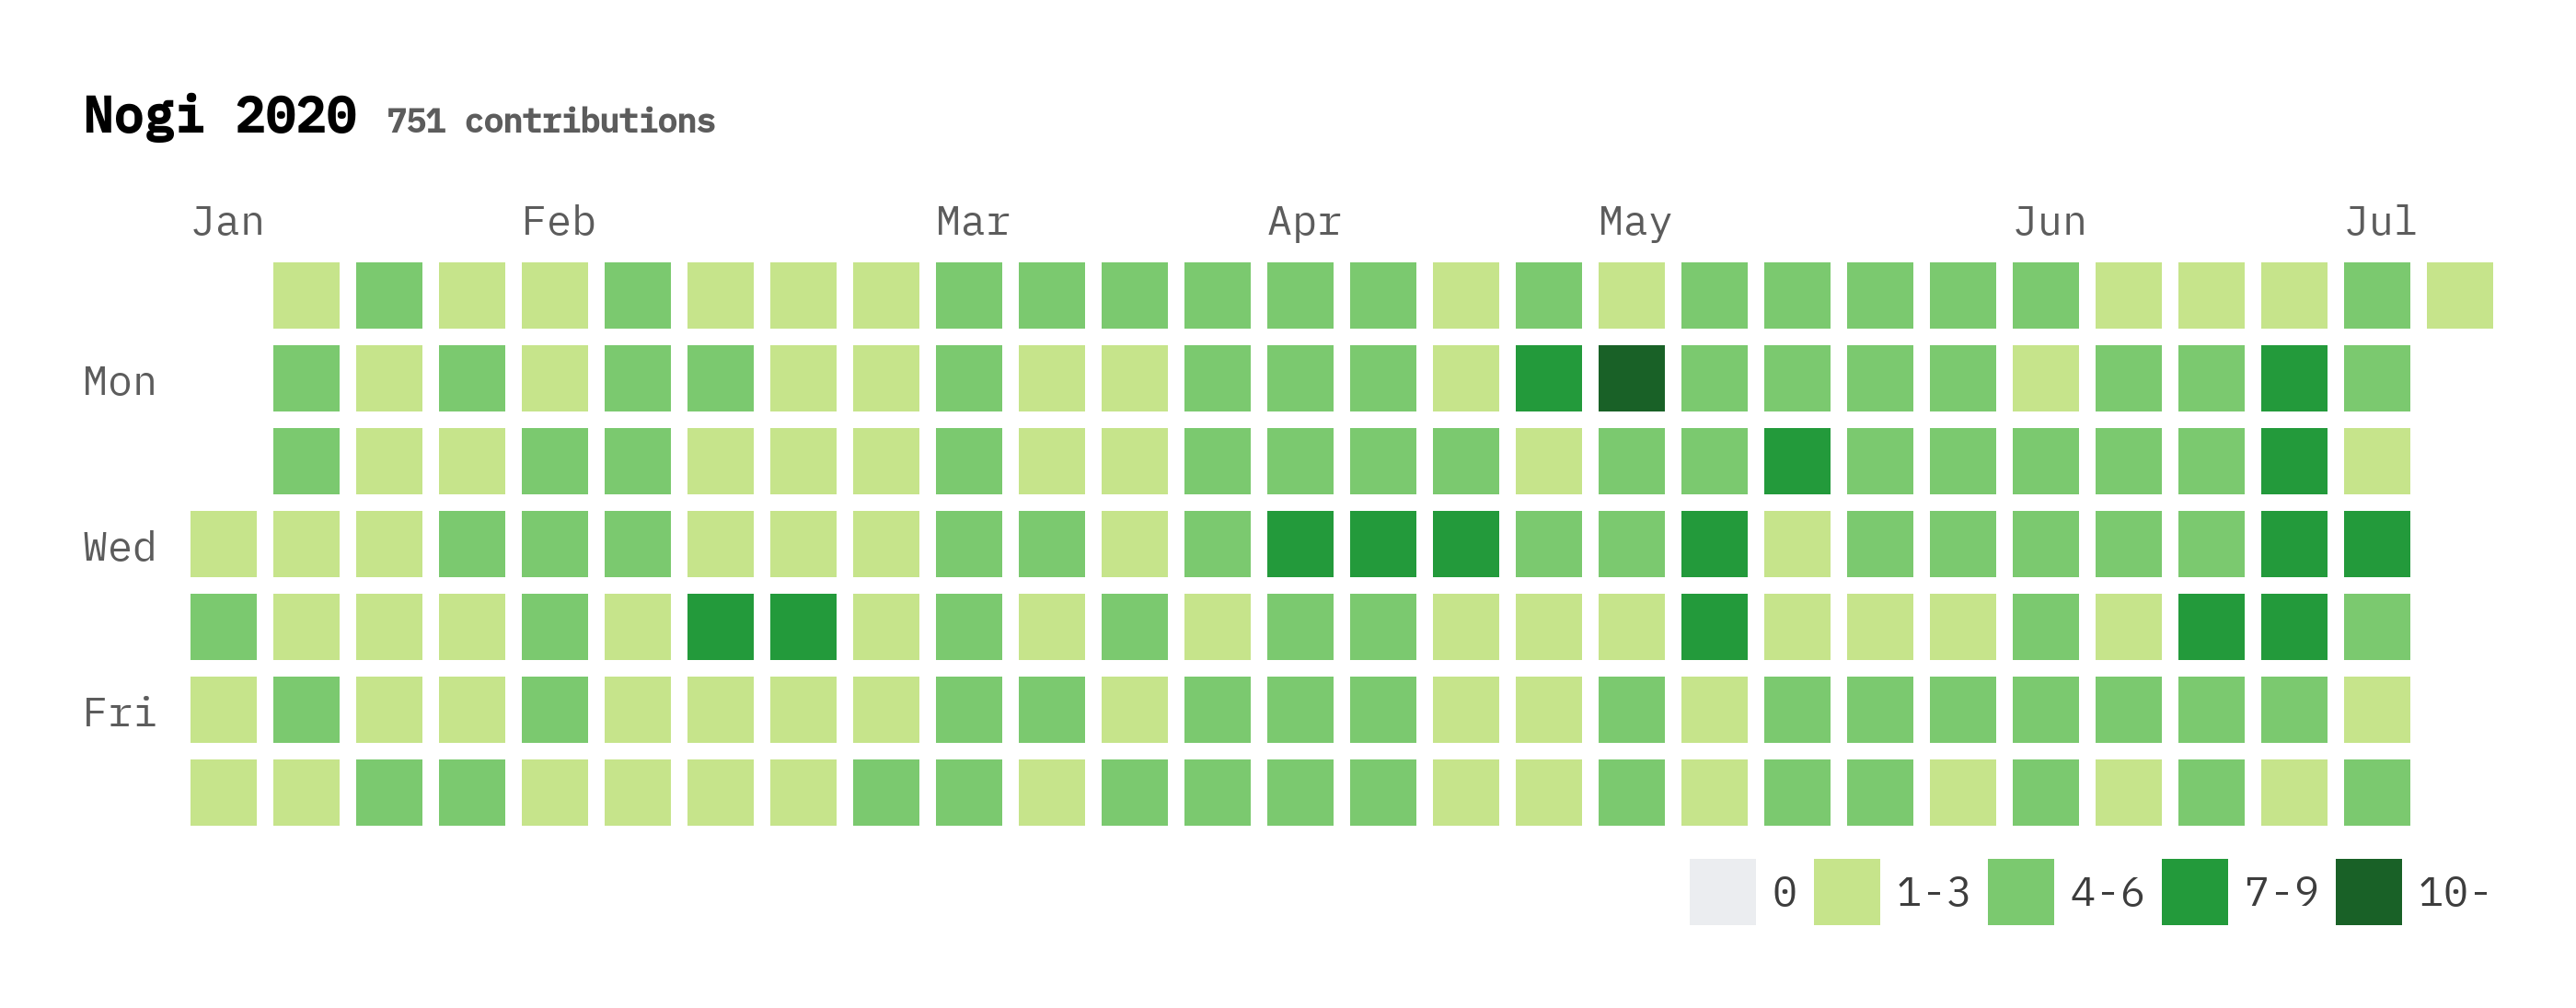 Nogi 2020 751 contributions
Jan Feb Mar Apr May Jun Jul
Mon
Wed
Fri
0 1-3 4-6 7-9 10-